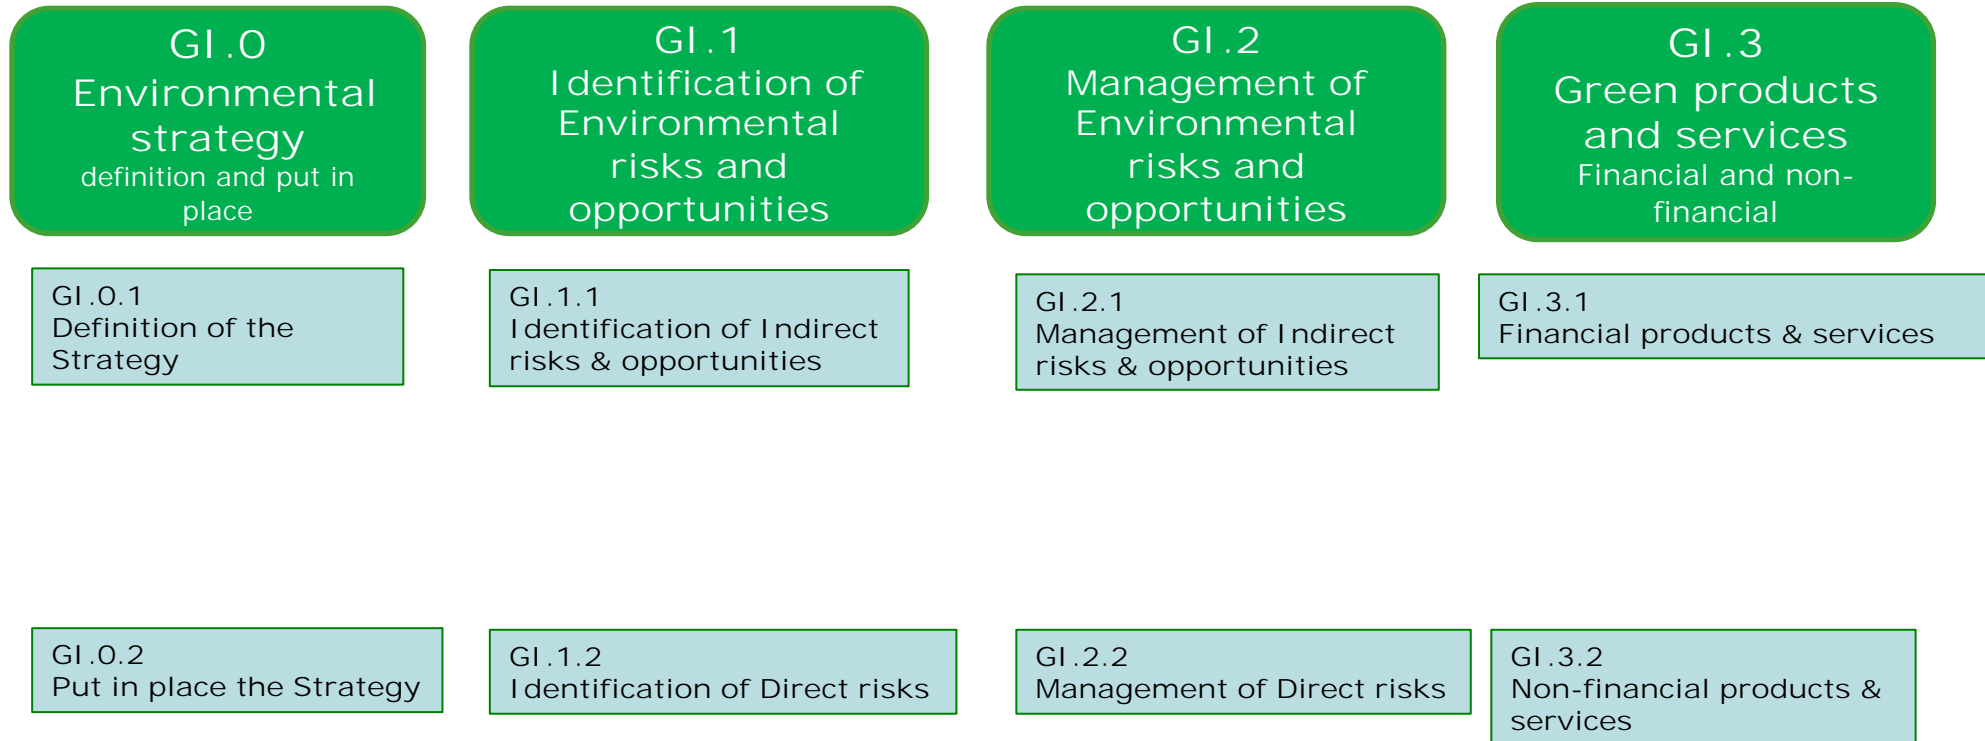 GI.0
Environmental
strategy
definition and put in
place
GI.1
Identification of
Environmental
risks and
opportunities
GI.2
Management of
Environmental
risks and
opportunities
GI.3
Green products
and services
Financial and non-
financial
GI.0.1
Definition of the
Strategy
GI.1.1
Identification of Indirect
risks & opportunities
GI.2.1
Management of Indirect
risks & opportunities
GI.3.1
Financial products & services
GI.0.2
Put in place the Strategy
GI.1.2
Identification of Direct risks
GI.2.2
Management of Direct risks
GI.3.2
Non-financial products &
services